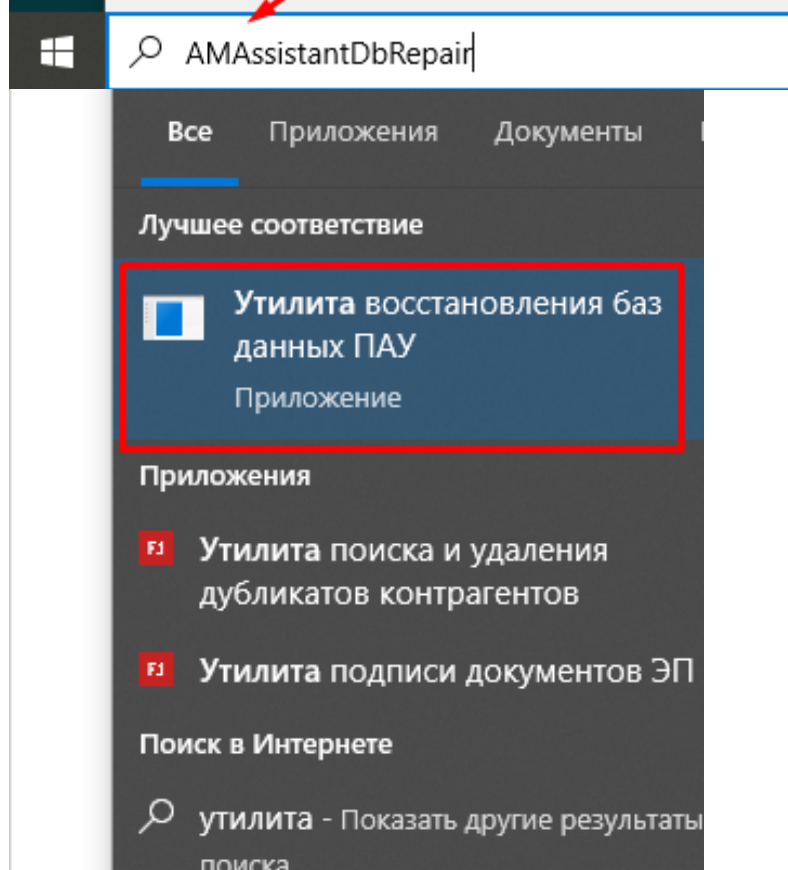 AMAssistantDbRepair
Все Приложения Документы
Лучшее соответствие
Утилита восстановления баз
данных ПАУ
Приложение
Приложения
Утилита поиска и удаления
дубликатов контрагентов
Утилита подписи документов ЭП
Поиск в Интернете
утилита - Показать другие результаты
поиска